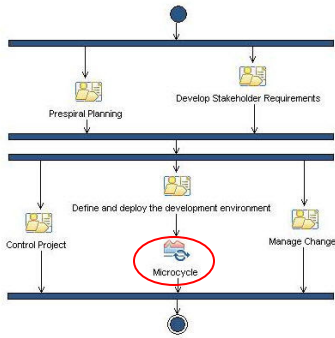 Prespiral Planning
Develop Stakeholder Requirements
Define and deploy the development environment
Control Project
Microcycle
Manage Change